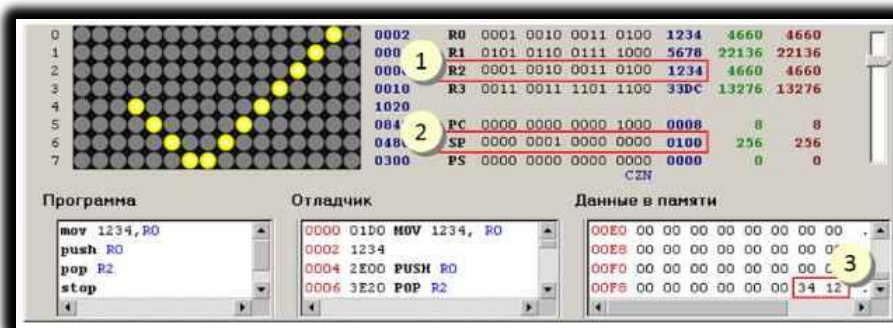 0 0002 R0 0001 0010 0011 0100 1234 4660 4660
1 000 R1 0101 0110 0111 1000 5678 22136 22136
2 000 R2 0001 0010 0011 0100 1234 4660 4660
3 0010 R3 0011 0011 1101 1100 33DC 13276 13276
4 1020
5 084 PC 0000 0000 0000 1000 0008 8 8
6 048 SP 0000 0001 0000 0000 0100 256 256
7 0300 PS 0000 0000 0000 0000 0000 0 0
CZN
1
2
Программа
mov 1234,R0
push R0
pop R2
stop
Отладчик
0000 01D0 MOV 1234, R0
0002 1234
0004 2E00 PUSH R0
0006 3E20 POP R2
Данные в памяти
00E0 00 00 00 00 00 00 00 00 .
00E8 00 00 00 00 00 00 00
00F0 00 00 00 00 00 00
00F8 00 00 00 00 00 00 34 12 .
3